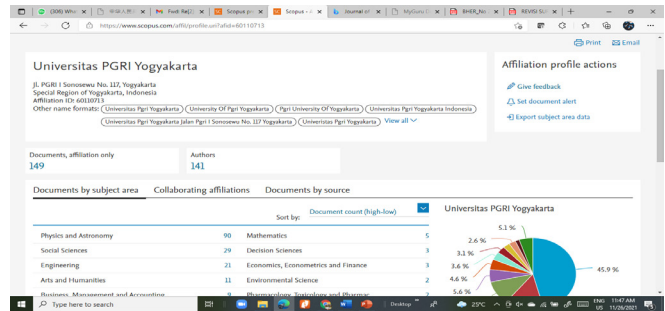 (306) Who
Fwd: Re[2]
Scopus pre
Scopus - A
Journal of
MyGuru D
BHER_No
REVISI SU
https://www.scopus.com/affil/profile.uri?afid=60110713
Print Email
Universitas PGRI Yogyakarta
Jl. PGRI I Sonosewu No. 117, Yogyakarta
Special Region of Yogyakarta, Indonesia
Affiliation ID: 60110713
Other name formats: Universitas Pgri Yogyakarta University Of Pgri Yogyakarta Pgri University Of Yogyakarta Universitas Pgri Yogyakarta Indonesia
Universitas Pgri Yogyakarta Jalan Pgri I Sonosewu No. 117 Yogyakarta Univeristas Pgri Yogyakarta View all
Affiliation profile actions
Give feedback
Set document alert
Export subject area data
Documents, affiliation only
149
Authors
141
Documents by subject area Collaborating affiliations Documents by source
Sort by: Document count (high-low)
Physics and Astronomy 90 Mathematics 5
Social Sciences 29 Decision Sciences 3
Engineering 21 Economics, Econometrics and Finance 3
Arts and Humanities 11 Environmental Science 2
Business, Management and Accounting 9 Pharmacology, Toxicology and Pharmac 2
Universitas PGRI Yogyakarta
5.1 %
2.6 %
3.1 %
3.6 %
4.6 %
5.6 %
45.9 %
Type here to search
Desktop
25°C
ENG
US
11:47 AM
11/26/2021